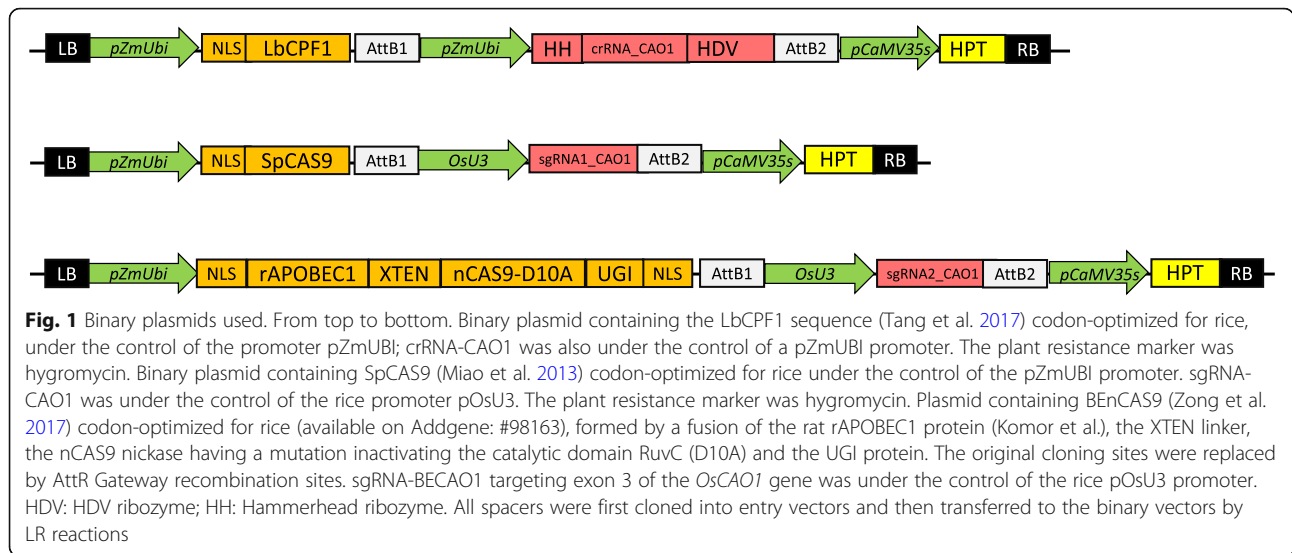 LB pZmUbi NLS LbCPF1 AttB1 pZmUbi HH crRNA_CAO1 HDV AttB2 pCaMV35s HPT RB
LB pZmUbi NLS SpCAS9 AttB1 OsU3 sgRNA1_CAO1 AttB2 pCaMV35s HPT RB
LB pZmUbi NLS rAPOBEC1 XTEN nCAS9-D10A UGI NLS AttB1 OsU3 sgRNA2_CAO1 AttB2 pCaMV35s HPT RB
Fig. 1 Binary plasmids used. From top to bottom. Binary plasmid containing the LbCPF1 sequence (Tang et al. 2017) codon-optimized for rice,
under the control of the promoter pZmUBI; crRNA-CAO1 was also under the control of a pZmUBI promoter. The plant resistance marker was
hygromycin. Binary plasmid containing SpCAS9 (Miao et al. 2013) codon-optimized for rice under the control of the pZmUBI promoter. sgRNA-
CAO1 was under the control of the rice promoter pOsU3. The plant resistance marker was hygromycin. Plasmid containing BEnCAS9 (Zong et al.
2017) codon-optimized for rice (available on Addgene: #98163), formed by a fusion of the rat rAPOBEC1 protein (Komor et al.), the XTEN linker,
the nCAS9 nickase having a mutation inactivating the catalytic domain RuvC (D10A) and the UGI protein. The original cloning sites were replaced
by AttR Gateway recombination sites. sgRNA-BECAO1 targeting exon 3 of the OsCAO1 gene was under the control of the rice pOsU3 promoter.
HDV: HDV ribozyme; HH: Hammerhead ribozyme. All spacers were first cloned into entry vectors and then transferred to the binary vectors by
LR reactions